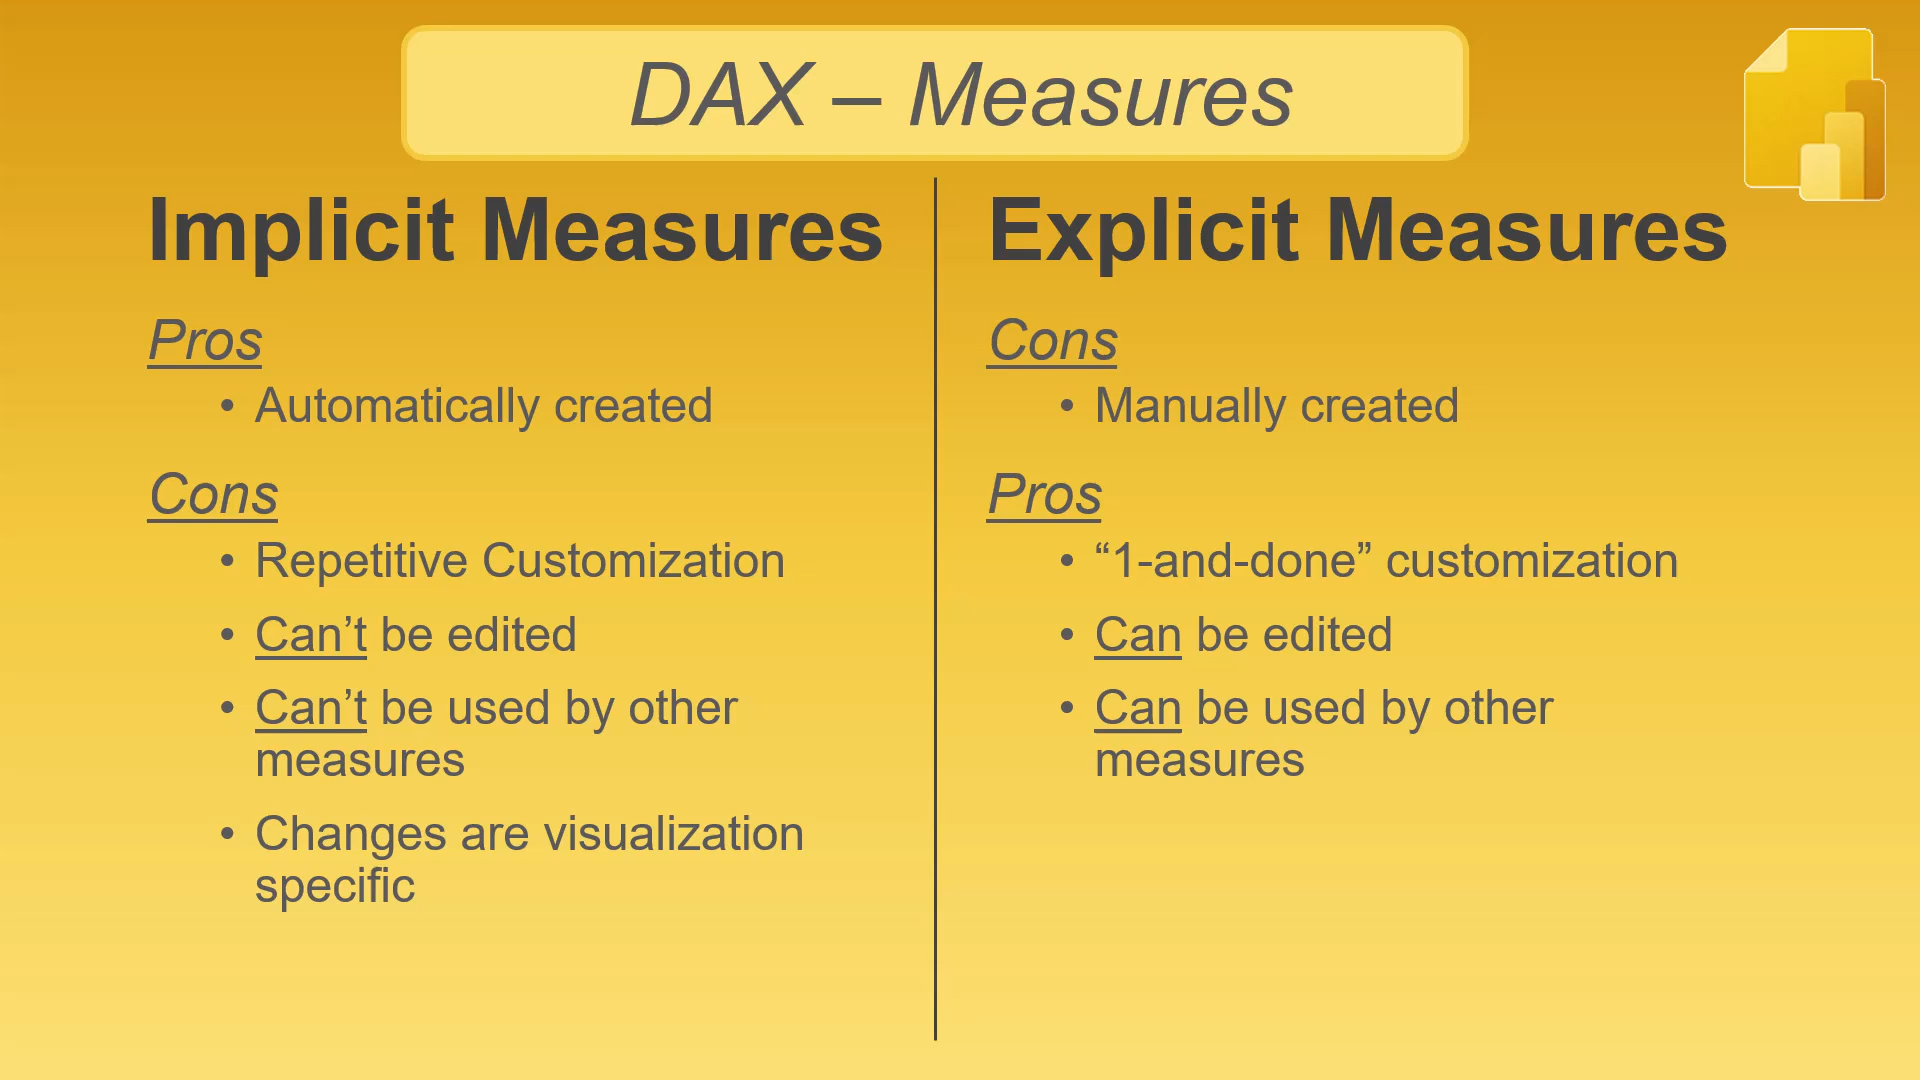 DAX – Measures
Implicit Measures
Pros
• Automatically created
Cons
• Repetitive Customization
• Can’t be edited
• Can’t be used by other
measures
• Changes are visualization
specific
Explicit Measures
Cons
• Manually created
Pros
• “1-and-done” customization
• Can be edited
• Can be used by other
measures